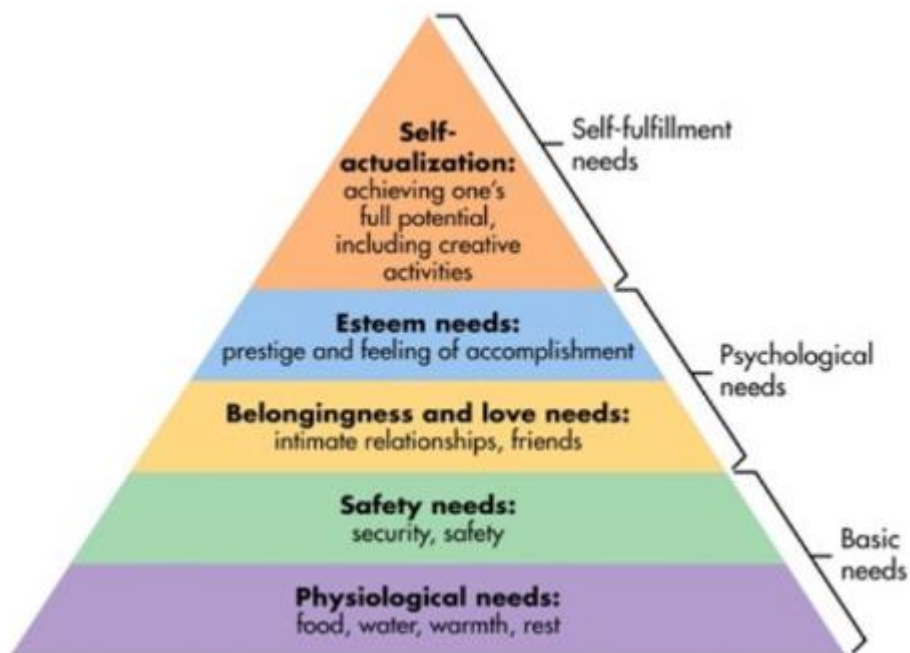 Self-
actualization:
achieving one's
full potential,
including creative
activities
Self-fulfillment
needs
Esteem needs:
prestige and feeling of accomplishment
Psychological
needs
Belongingness and love needs:
intimate relationships, friends
Safety needs:
security, safety
Basic
needs
Physiological needs:
food, water, warmth, rest